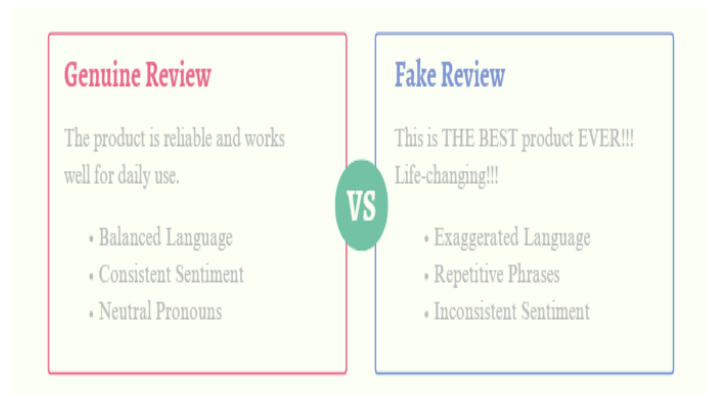 Genuine Review
The product is reliable and works
well for daily use.
• Balanced Language
• Consistent Sentiment
• Neutral Pronouns
VS
Fake Review
This is THE BEST product EVER!!!
Life-changing!!!
• Exaggerated Language
• Repetitive Phrases
• Inconsistent Sentiment